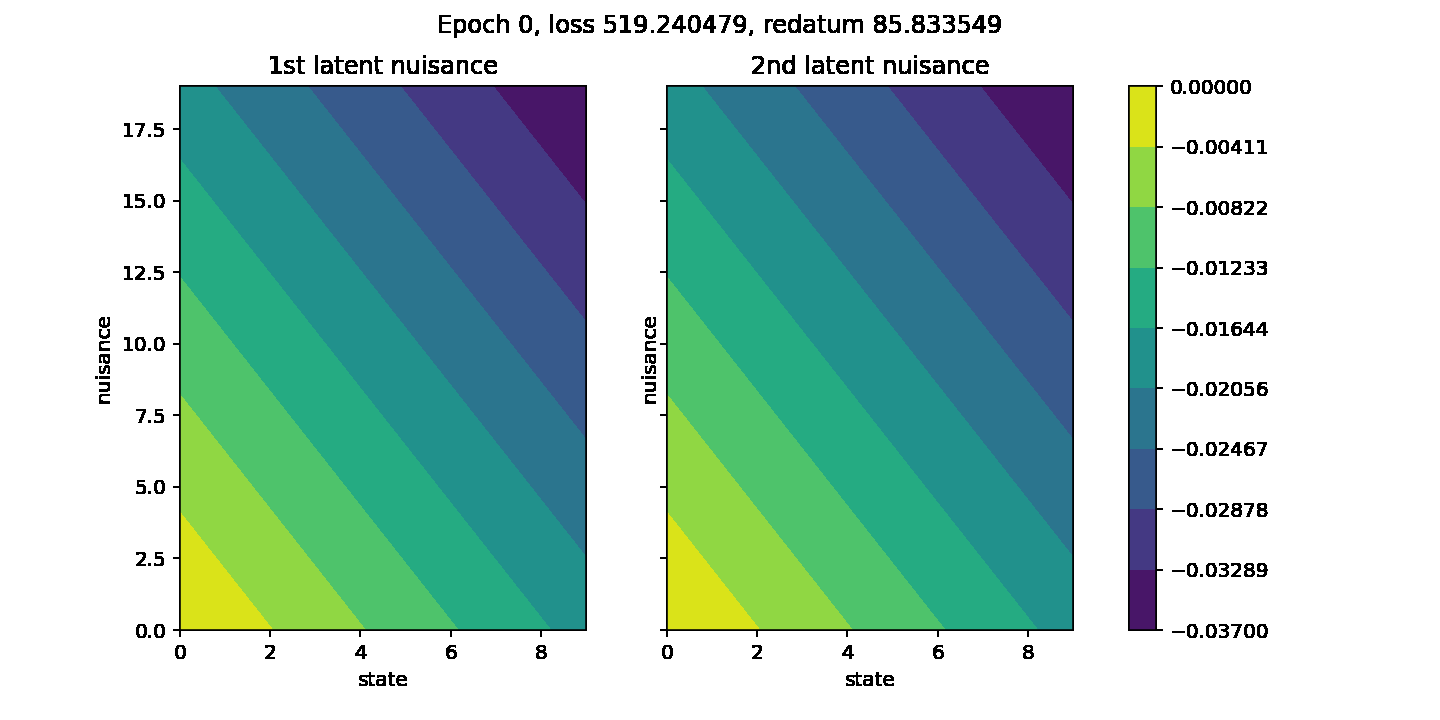 Epoch 0, loss 519.240479, redatum 85.833549
1st latent nuisance
2nd latent nuisance
17.5
15.0
12.5
10.0
7.5
5.0
2.5
0.0
nuisance
0 2 4 6 8
state
nuisance
0 2 4 6 8
state
0.00000
−0.00411
−0.00822
−0.01233
−0.01644
−0.02056
−0.02467
−0.02878
−0.03289
−0.03700